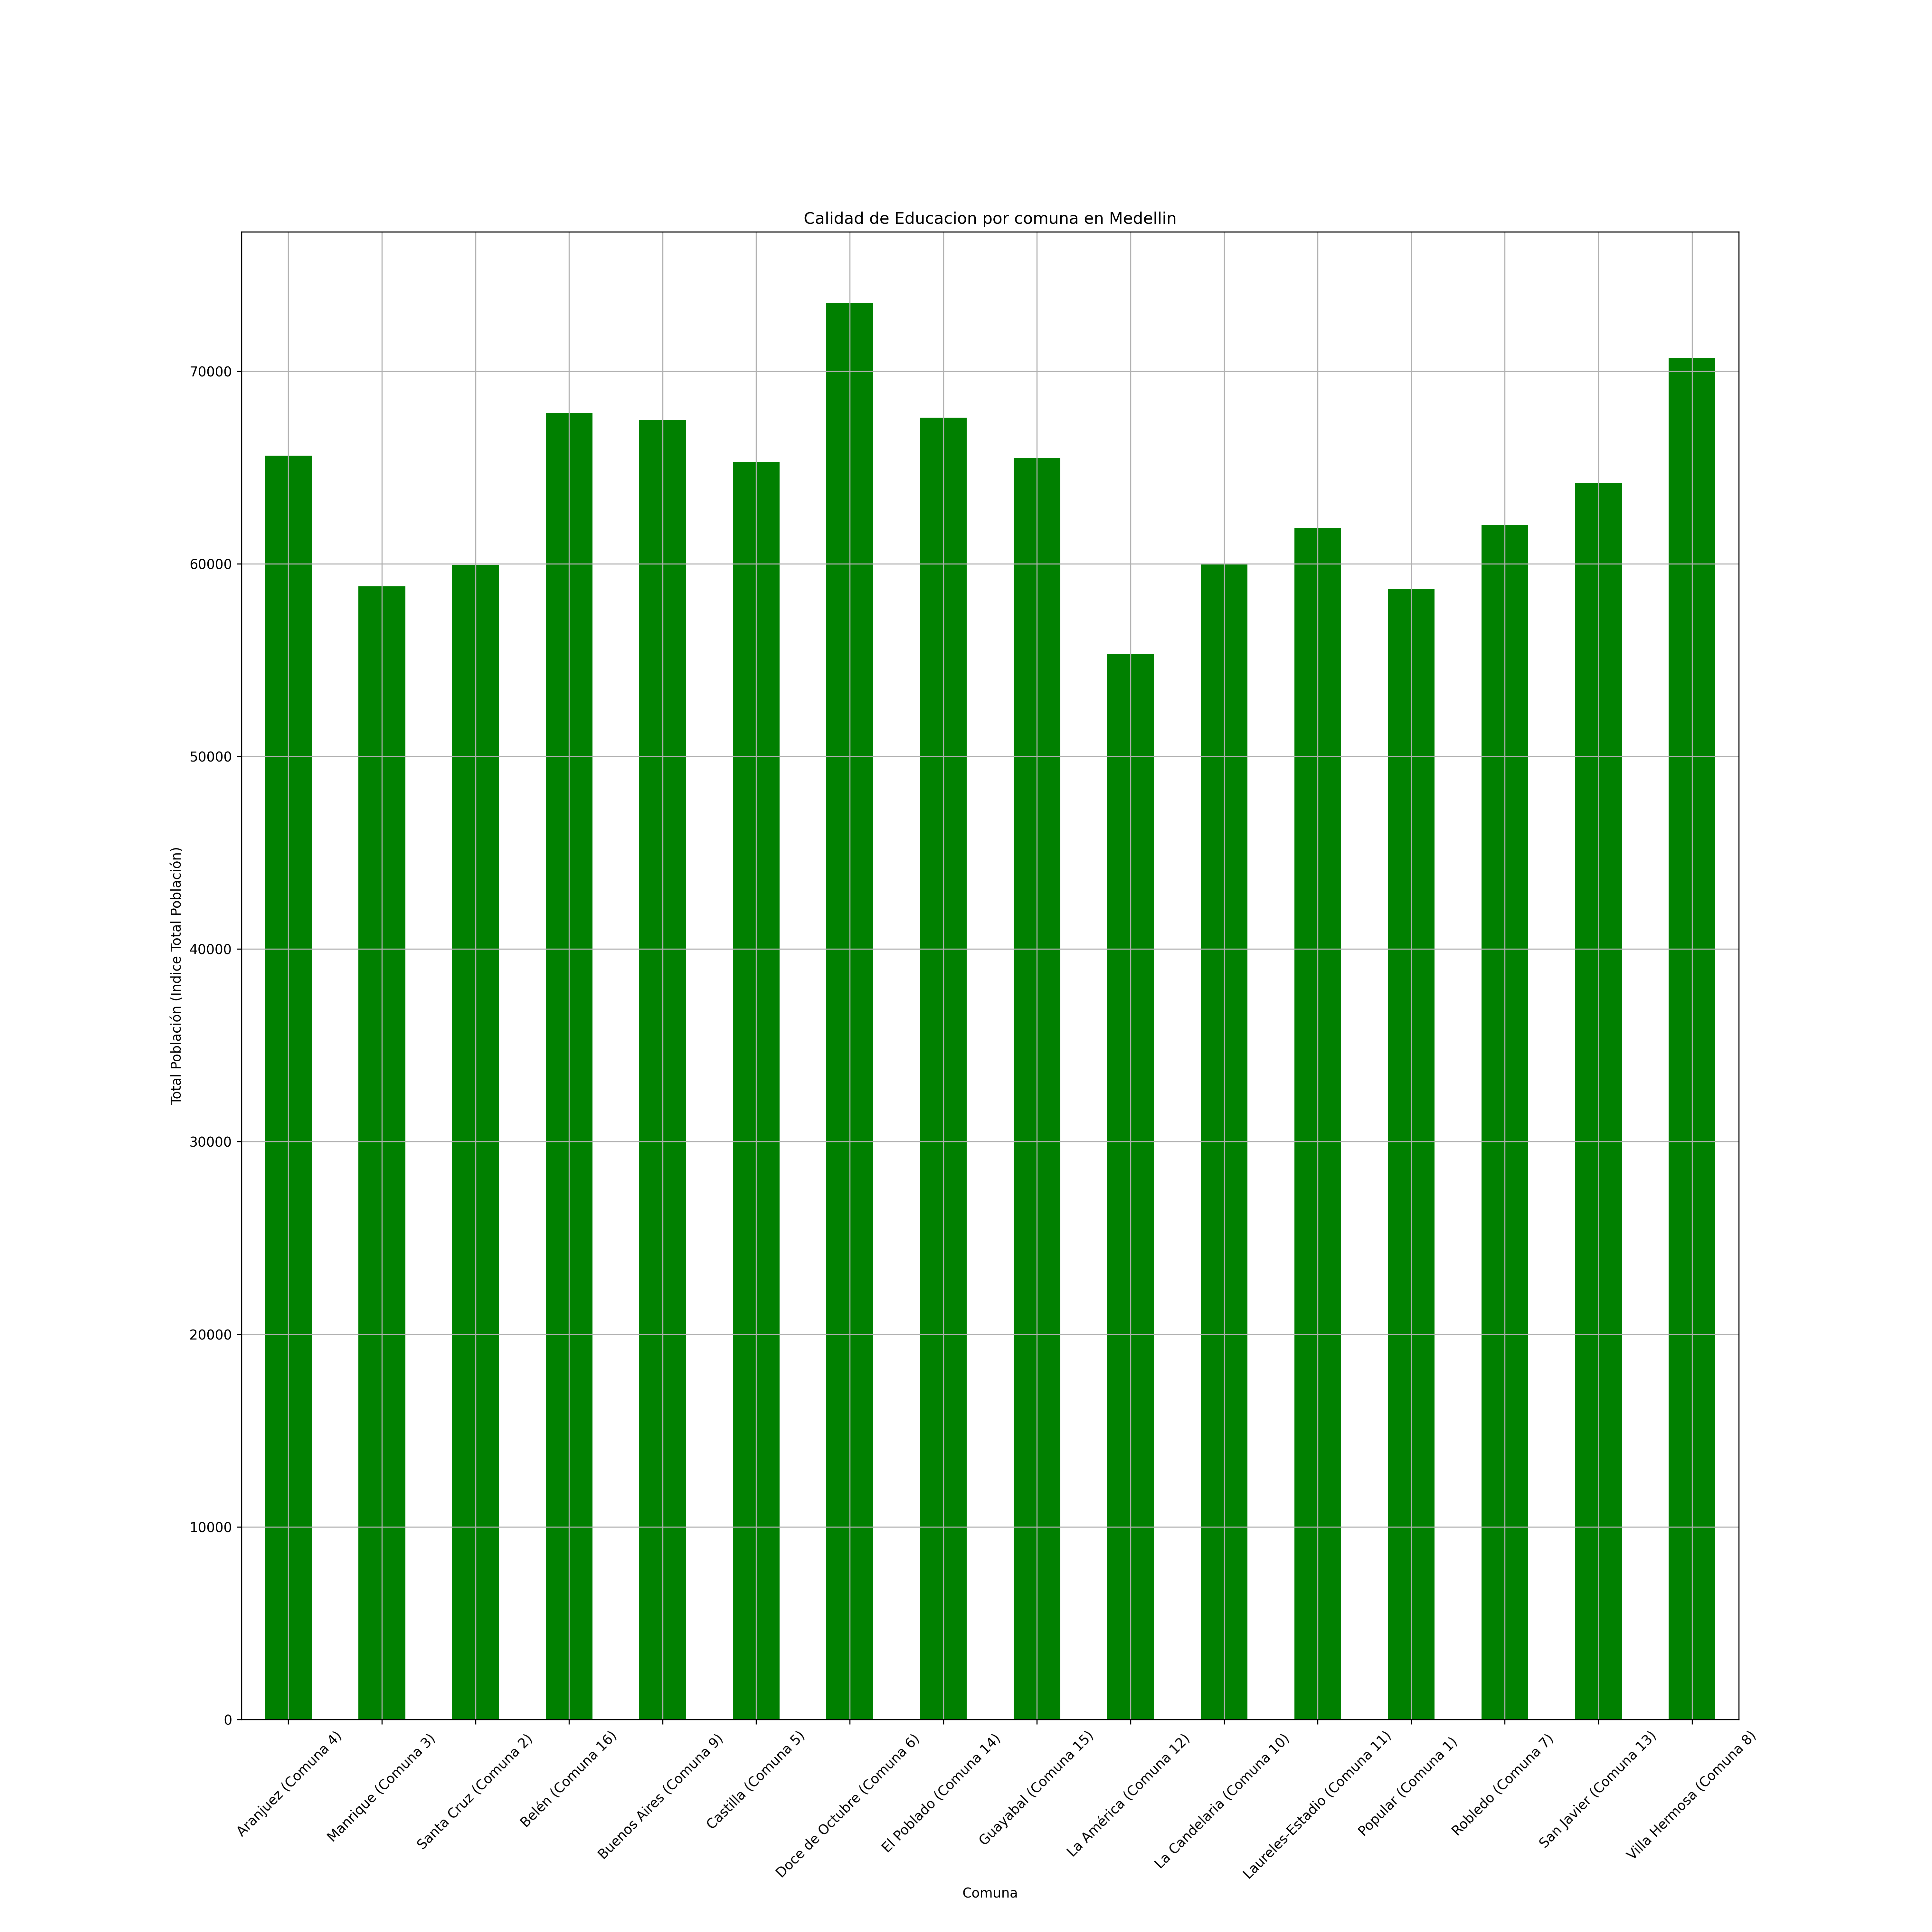 Calidad de Educacion por comuna en Medellin
Total Población (Indice Total Población)
70000
60000
50000
40000
30000
20000
10000
0
Aranjuez (Comuna 4)
Manrique (Comuna 3)
Santa Cruz (Comuna 2)
Belén (Comuna 16)
Buenos Aires (Comuna 9)
Castilla (Comuna 5)
Doce de Octubre (Comuna 6)
El Poblado (Comuna 14)
Guayabal (Comuna 15)
La América (Comuna 12)
La Candelaria (Comuna 10)
Laureles-Estadio (Comuna 11)
Popular (Comuna 1)
Robledo (Comuna 7)
San Javier (Comuna 13)
Villa Hermosa (Comuna 8)
Comuna